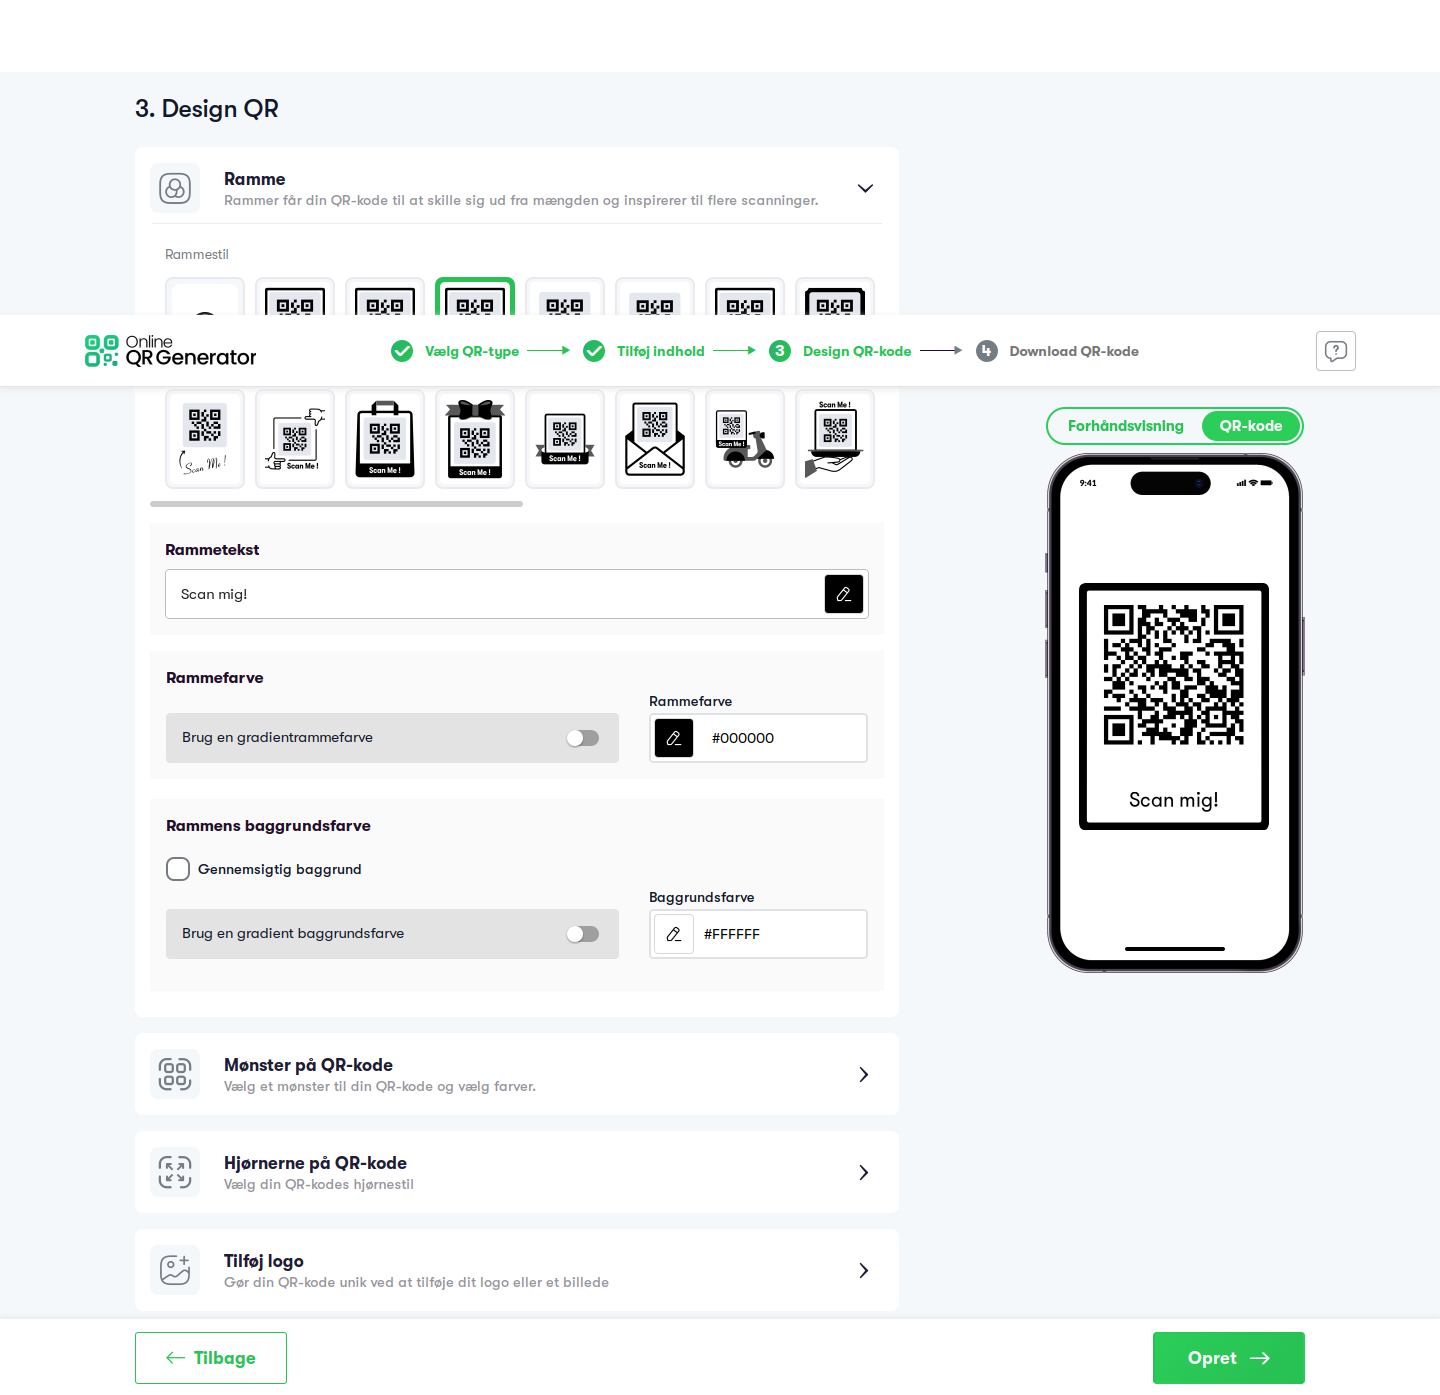 3. Design QR
Ramme
Rammer får din QR-kode til at skille sig ud fra mængden og inspirerer til flere scanninger.
Rammestil
Online
QR Generator
Vælg QR-type
Tilføj indhold
3
Design QR-kode
4
Download QR-kode
?
Scan Me !
Scan Me !
Scan Me !
Scan Me !
Scan Me !
Scan Me !
Scan Me !
Scan Me !
Forhåndsvisning
QR-kode
9:41
Rammetekst
Scan mig!
Rammefarve
Brug en gradientrammefarve
Rammefarve
#000000
Scan mig!
Rammens baggrundsfarve
Gennemsigtig baggrund
Brug en gradient baggrundsfarve
Baggrundsfarve
#FFFFFF
Mønster på QR-kode
Vælg et mønster til din QR-kode og vælg farver.
Hjørnerne på QR-kode
Vælg din QR-kodes hjørnestil
Tilføj logo
Gør din QR-kode unik ved at tilføje dit logo eller et billede
Tilbage
Opret